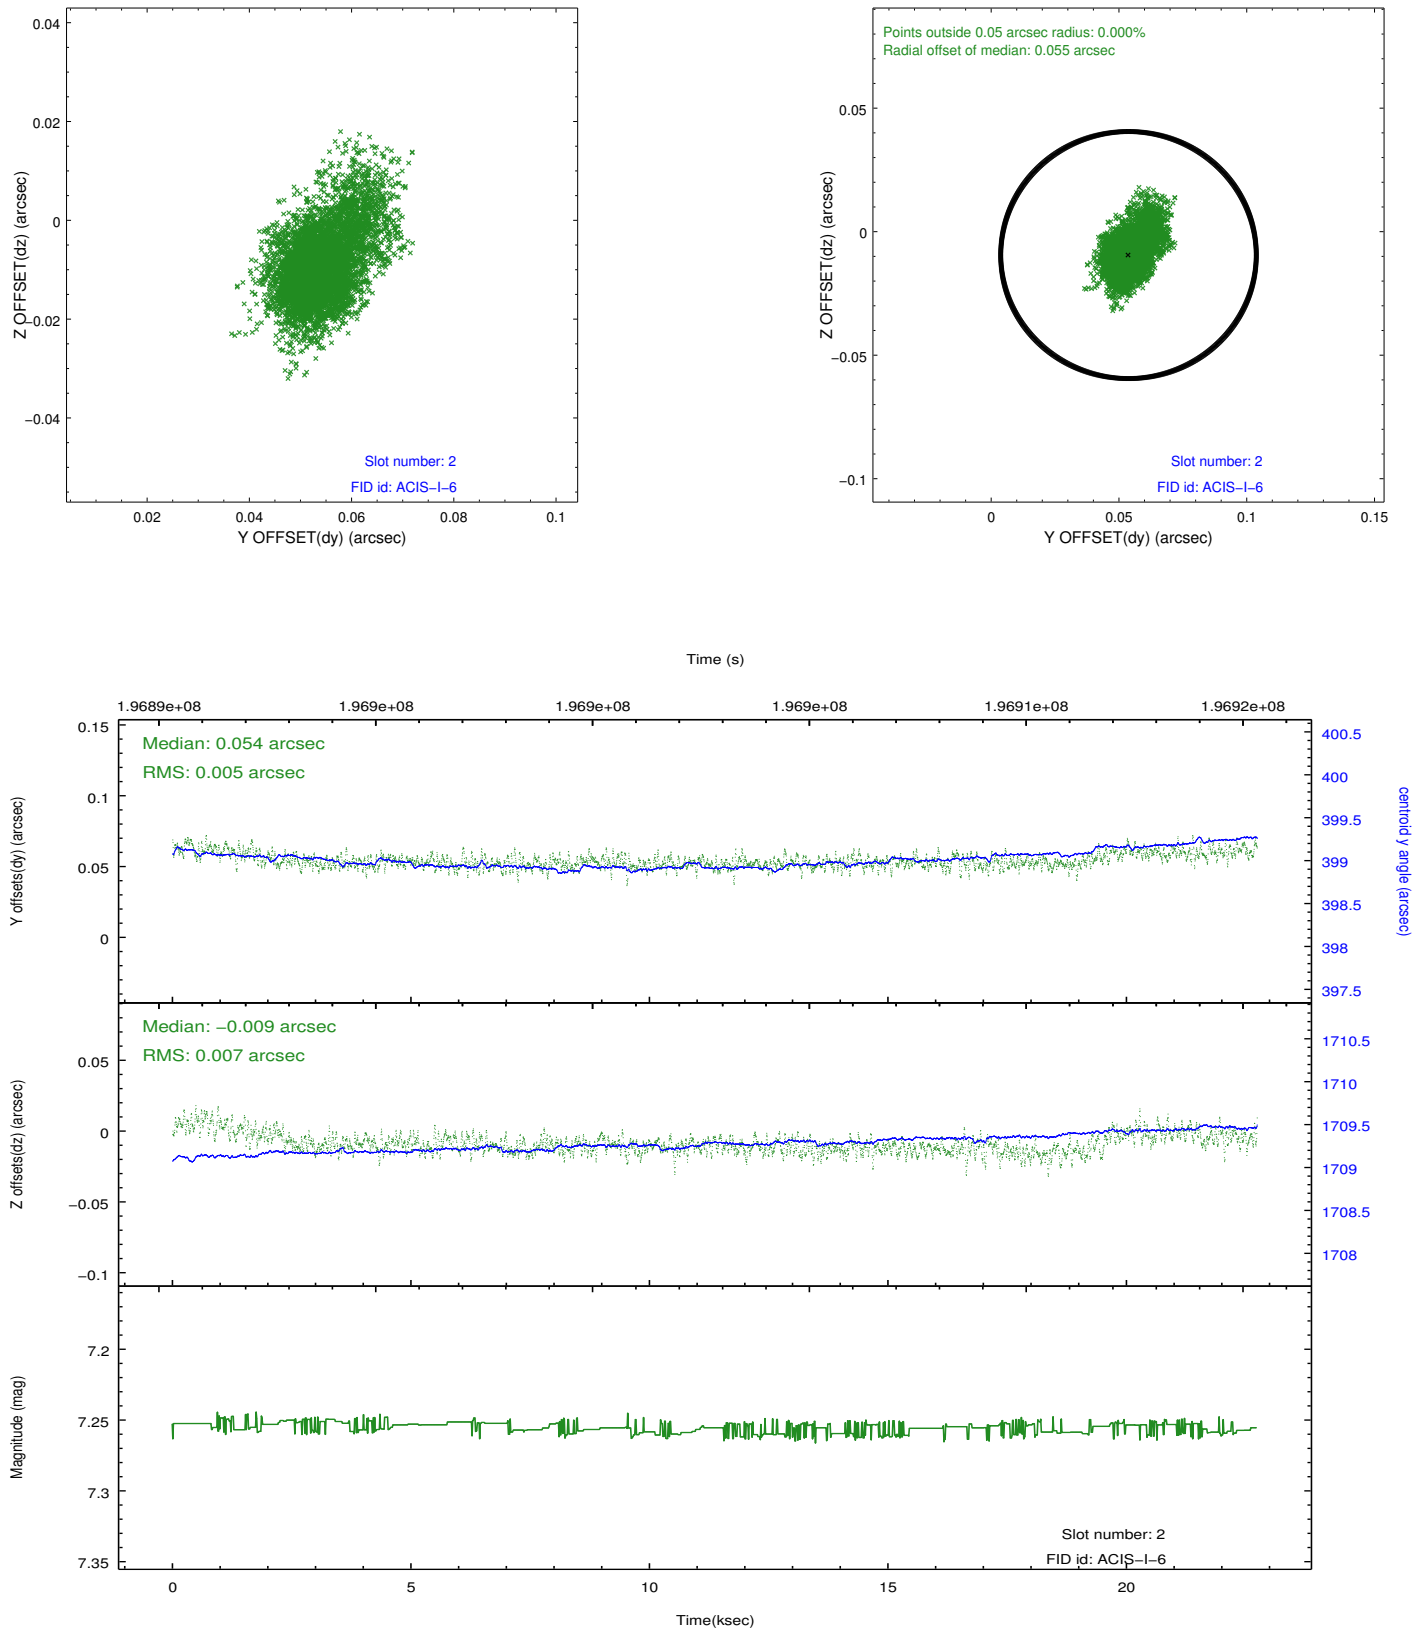 0.04
0.02
0
−0.02
−0.04
Z OFFSET(dz) (arcsec)
Slot number: 2
FID id: ACIS−I−6
0.02 0.04 0.06 0.08 0.1
Y OFFSET(dy) (arcsec)
Points outside 0.05 arcsec radius: 0.000%
Radial offset of median: 0.055 arcsec
0.05
0
−0.05
−0.1
Z OFFSET(dz) (arcsec)
Slot number: 2
FID id: ACIS−I−6
0 0.05 0.1 0.15
Y OFFSET(dy) (arcsec)
Time (s)
1.9689e+08 1.969e+08 1.969e+08 1.969e+08 1.9691e+08 1.9692e+08
Median: 0.054 arcsec
RMS: 0.005 arcsec
0.15
0.1
0.05
0
Y offsets(dy) (arcsec)
400.5
400
399.5
399
398.5
398
397.5
centroid y angle (arcsec)
Median: −0.009 arcsec
RMS: 0.007 arcsec
0.05
0
−0.05
−0.1
Z offsets(dz) (arcsec)
1710.5
1710
1709.5
1709
1708.5
1708
7.2
7.25
7.3
7.35
Magnitude (mag)
Slot number: 2
FID id: ACIS−I−6
0 5 10 15 20
Time(ksec)